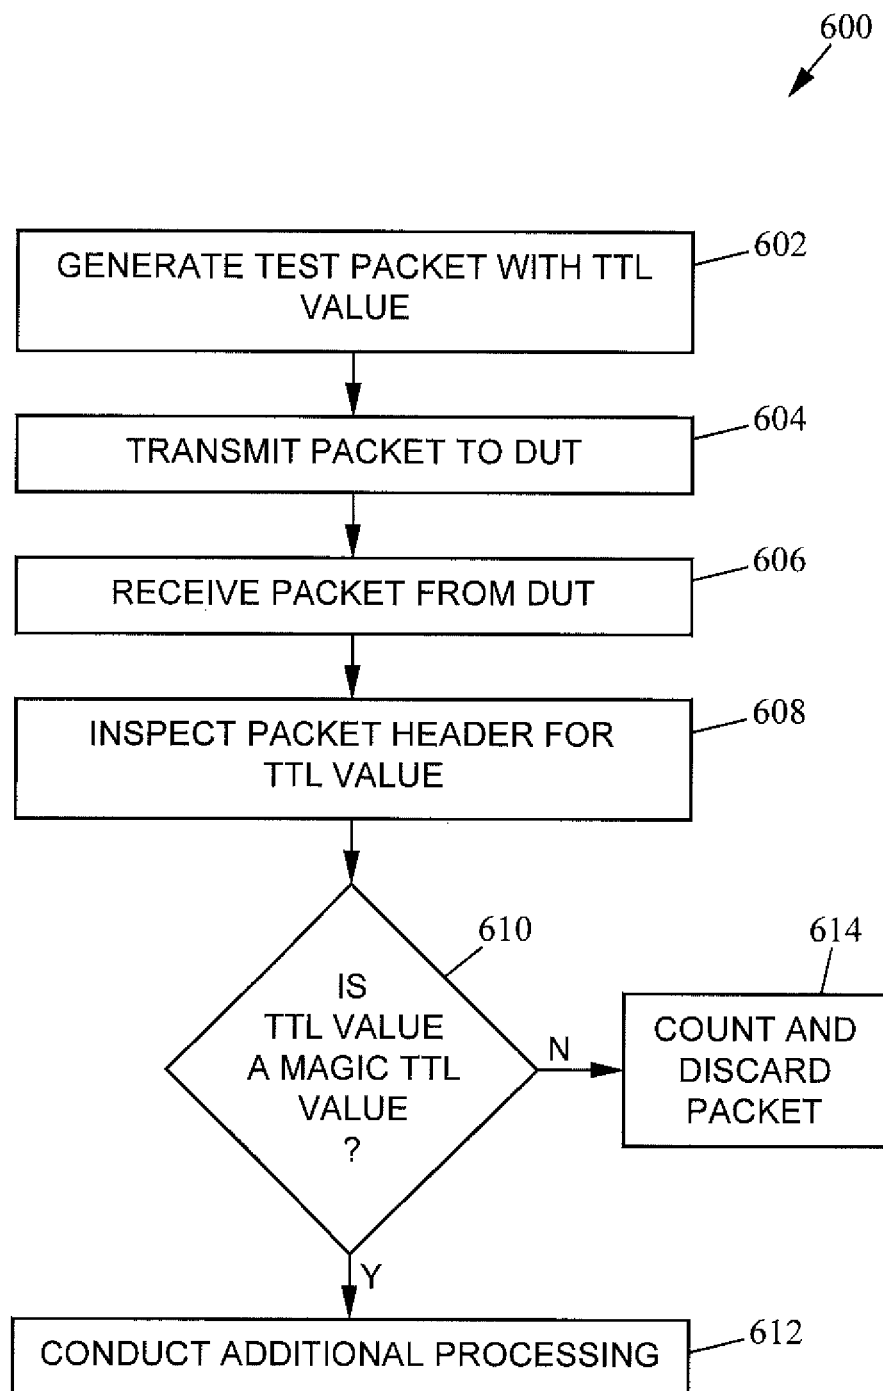 600
602
GENERATE TEST PACKET WITH TTL
VALUE
604
TRANSMIT PACKET TO DUT
606
RECEIVE PACKET FROM DUT
608
INSPECT PACKET HEADER FOR
TTL VALUE
610
IS
TTL VALUE
A MAGIC TTL
VALUE
?
N
614
COUNT AND
DISCARD
PACKET
Y
612
CONDUCT ADDITIONAL PROCESSING